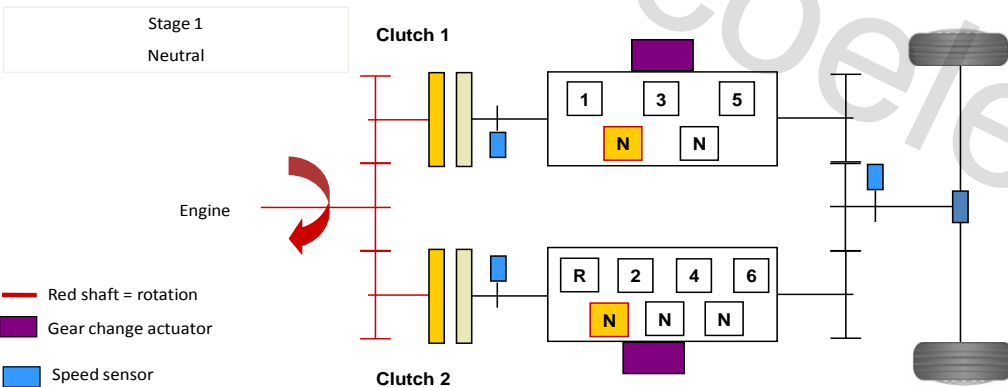 Stage 1
Neutral
Clutch 1
1 3 5
N N
Engine
R 2 4 6
N N N
Red shaft = rotation
Gear change actuator
Speed sensor
Clutch 2